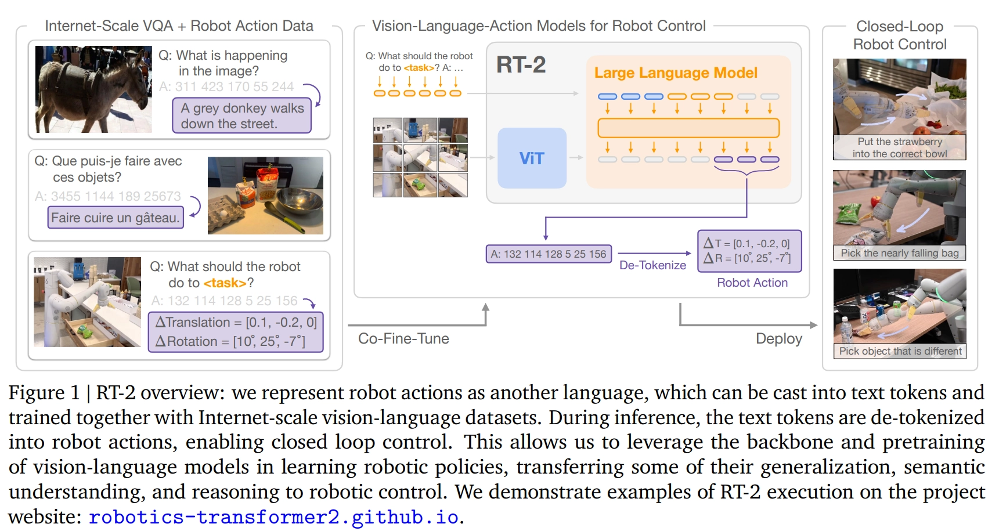 Internet-Scale VQA + Robot Action Data
Q: What is happening
in the image?
A: 311 423 170 55 244
A grey donkey walks
down the street.
Q: Que puis-je faire avec
ces objets?
A: 3455 1144 189 25673
Faire cuire un gâteau.
Q: What should the robot
do to <task>?
A: 132 114 128 5 25 156
ΔTranslation = [0.1, -0.2, 0]
ΔRotation = [10°, 25°, -7°]
Co-Fine-Tune
Vision-Language-Action Models for Robot Control
Q: What should the robot
do to <task>? A: ...
RT-2
Large Language Model
ViT
A: 132 114 128 5 25 156
De-Tokenize
ΔT = [0.1, -0.2, 0]
ΔR = [10°, 25°, -7°]
Robot Action
Deploy
Closed-Loop
Robot Control
Put the strawberry
into the correct bowl
Pick the nearly falling bag
Pick object that is different
Figure 1 | RT-2 overview: we represent robot actions as another language, which can be cast into text tokens and
trained together with Internet-scale vision-language datasets. During inference, the text tokens are de-tokenized
into robot actions, enabling closed loop control. This allows us to leverage the backbone and pretraining
of vision-language models in learning robotic policies, transferring some of their generalization, semantic
understanding, and reasoning to robotic control. We demonstrate examples of RT-2 execution on the project
website: robotics-transformer2.github.io.